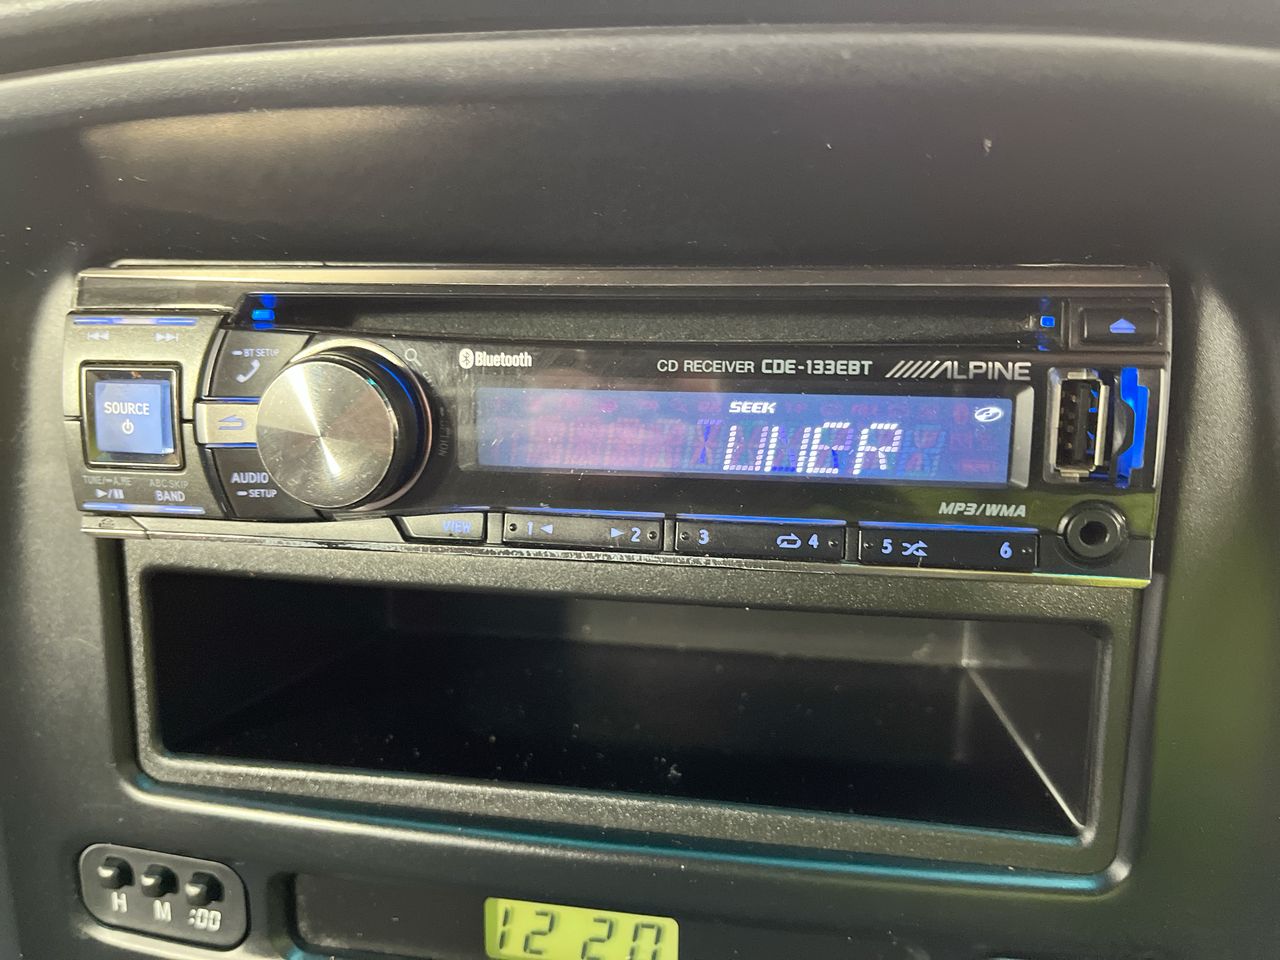 Bluetooth
CD RECEIVER CDE-133EBT
ALPINE
BT SETUP
SEEK
SOURCE
TUNER
AUDIO
SETUP
TUNE/A.ME
ABC SKIP
BAND
MP3/WMA
VIEW
1
2
3
4
5
6
H M :00
12 20